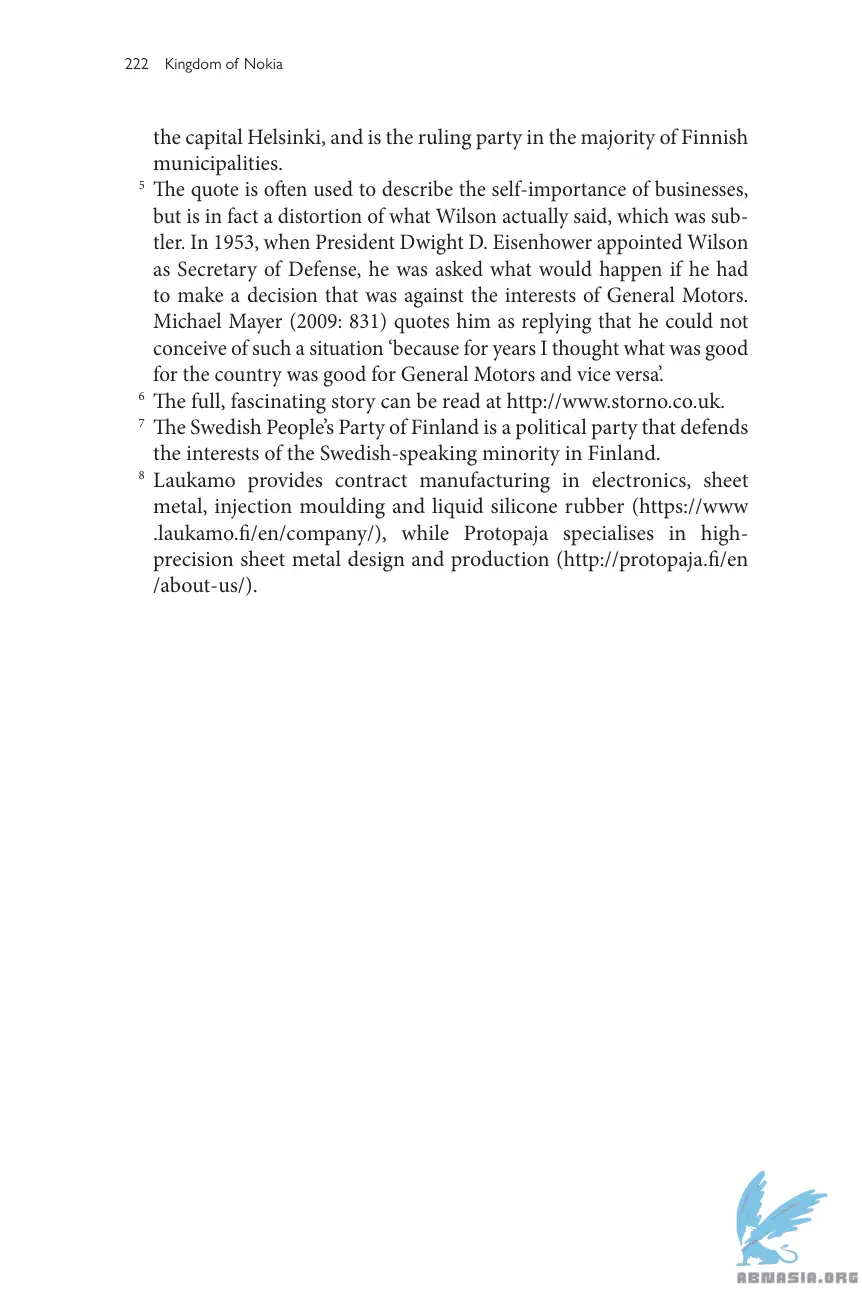 222 Kingdom of Nokia
the capital Helsinki, and is the ruling party in the majority of Finnish
municipalities.
5 The quote is often used to describe the self-importance of businesses,
but is in fact a distortion of what Wilson actually said, which was sub-
tler. In 1953, when President Dwight D. Eisenhower appointed Wilson
as Secretary of Defense, he was asked what would happen if he had
to make a decision that was against the interests of General Motors.
Michael Mayer (2009: 831) quotes him as replying that he could not
conceive of such a situation ‘because for years I thought what was good
for the country was good for General Motors and vice versa’.
6 The full, fascinating story can be read at http://www.storno.co.uk.
7 The Swedish People’s Party of Finland is a political party that defends
the interests of the Swedish-speaking minority in Finland.
8 Laukamo provides contract manufacturing in electronics, sheet
metal, injection moulding and liquid silicone rubber (https://www
.laukamo.fi/en/company/), while Protopaja specialises in high-
precision sheet metal design and production (http://protopaja.fi/en
/about-us/).
ABNASIA.ORG